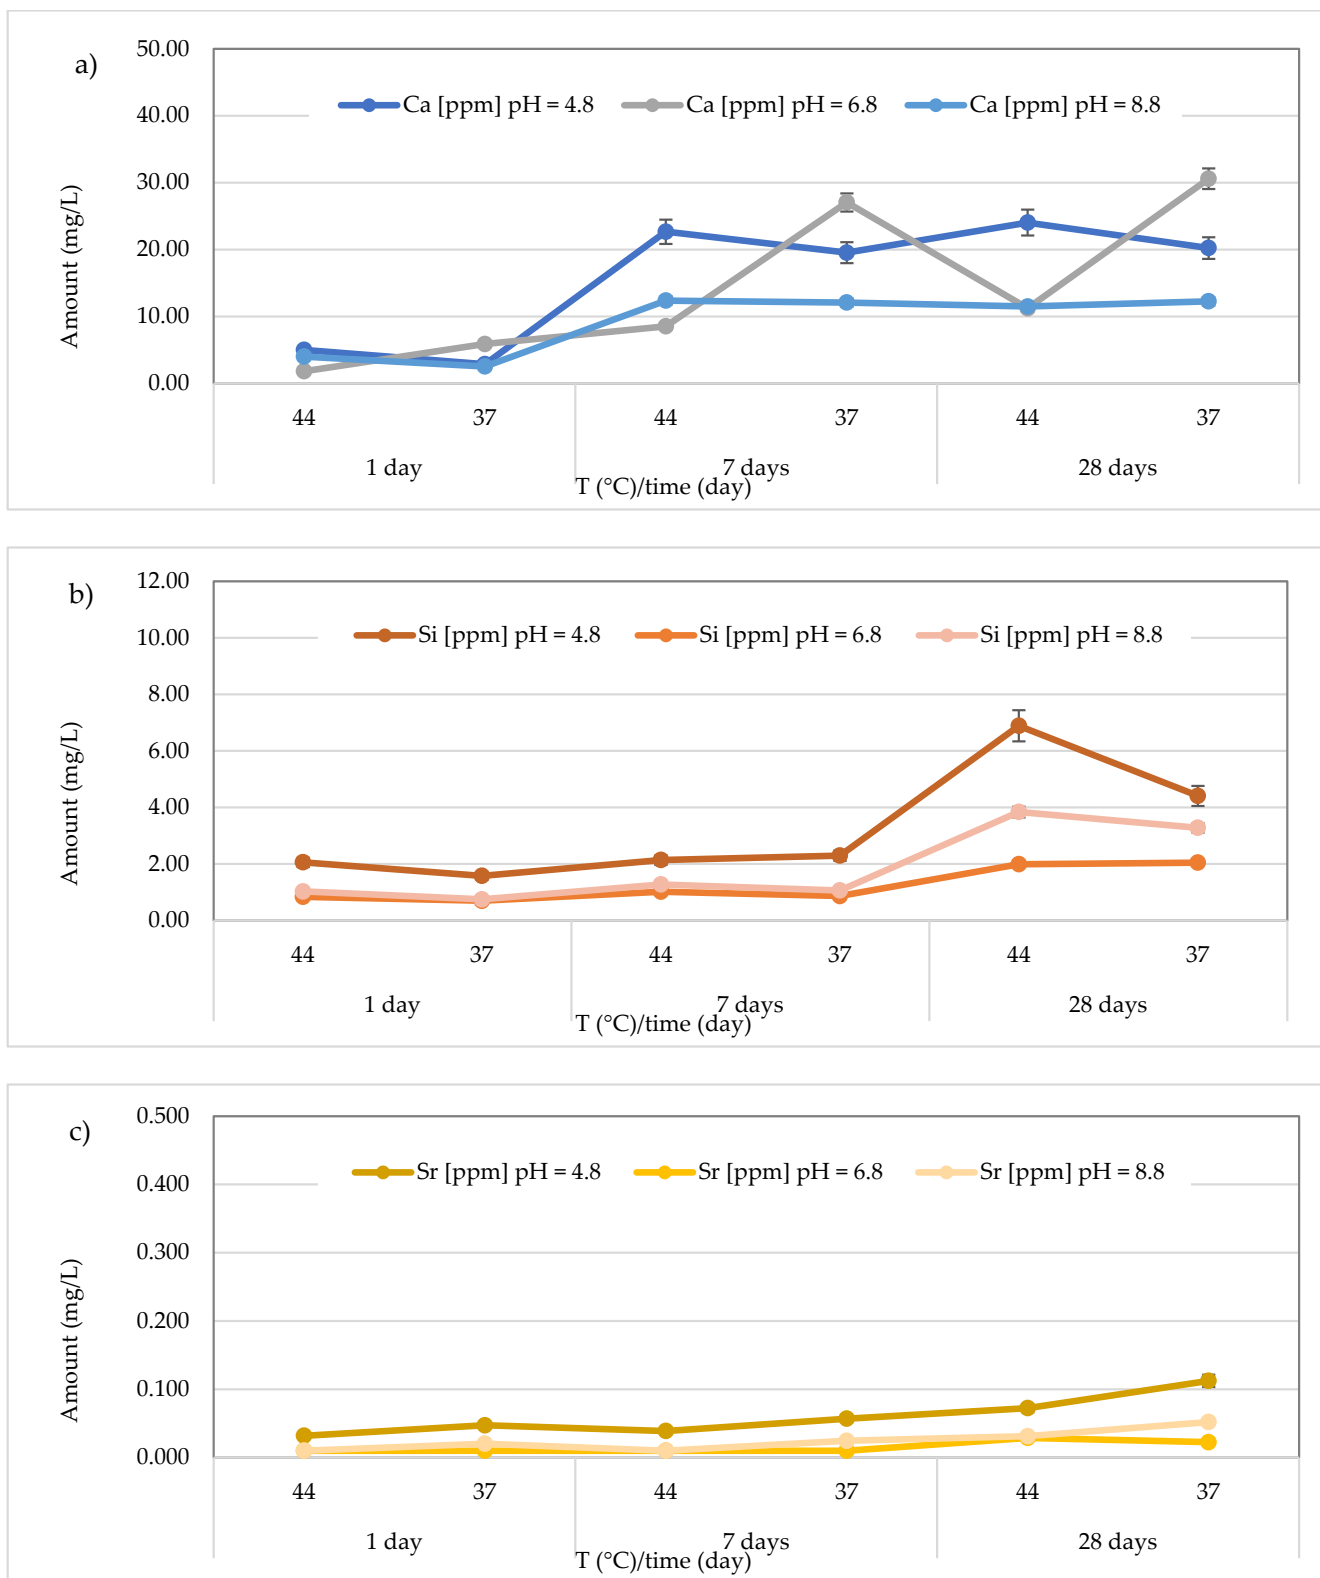 a)
50.00
40.00
30.00
20.00
10.00
0.00
Amount (mg/L)
Ca [ppm] pH = 4.8 Ca [ppm] pH = 6.8 Ca [ppm] pH = 8.8
44 37 44 37 44 37
1 day 7 days 28 days
T (°C)/time (day)
b)
12.00
10.00
8.00
6.00
4.00
2.00
0.00
Amount (mg/L)
Si [ppm] pH = 4.8 Si [ppm] pH = 6.8 Si [ppm] pH = 8.8
44 37 44 37 44 37
1 day 7 days 28 days
T (°C)/time (day)
c)
0.500
0.400
0.300
0.200
0.100
0.000
Amount (mg/L)
Sr [ppm] pH = 4.8 Sr [ppm] pH = 6.8 Sr [ppm] pH = 8.8
44 37 44 37 44 37
1 day 7 days 28 days
T (°C)/time (day)